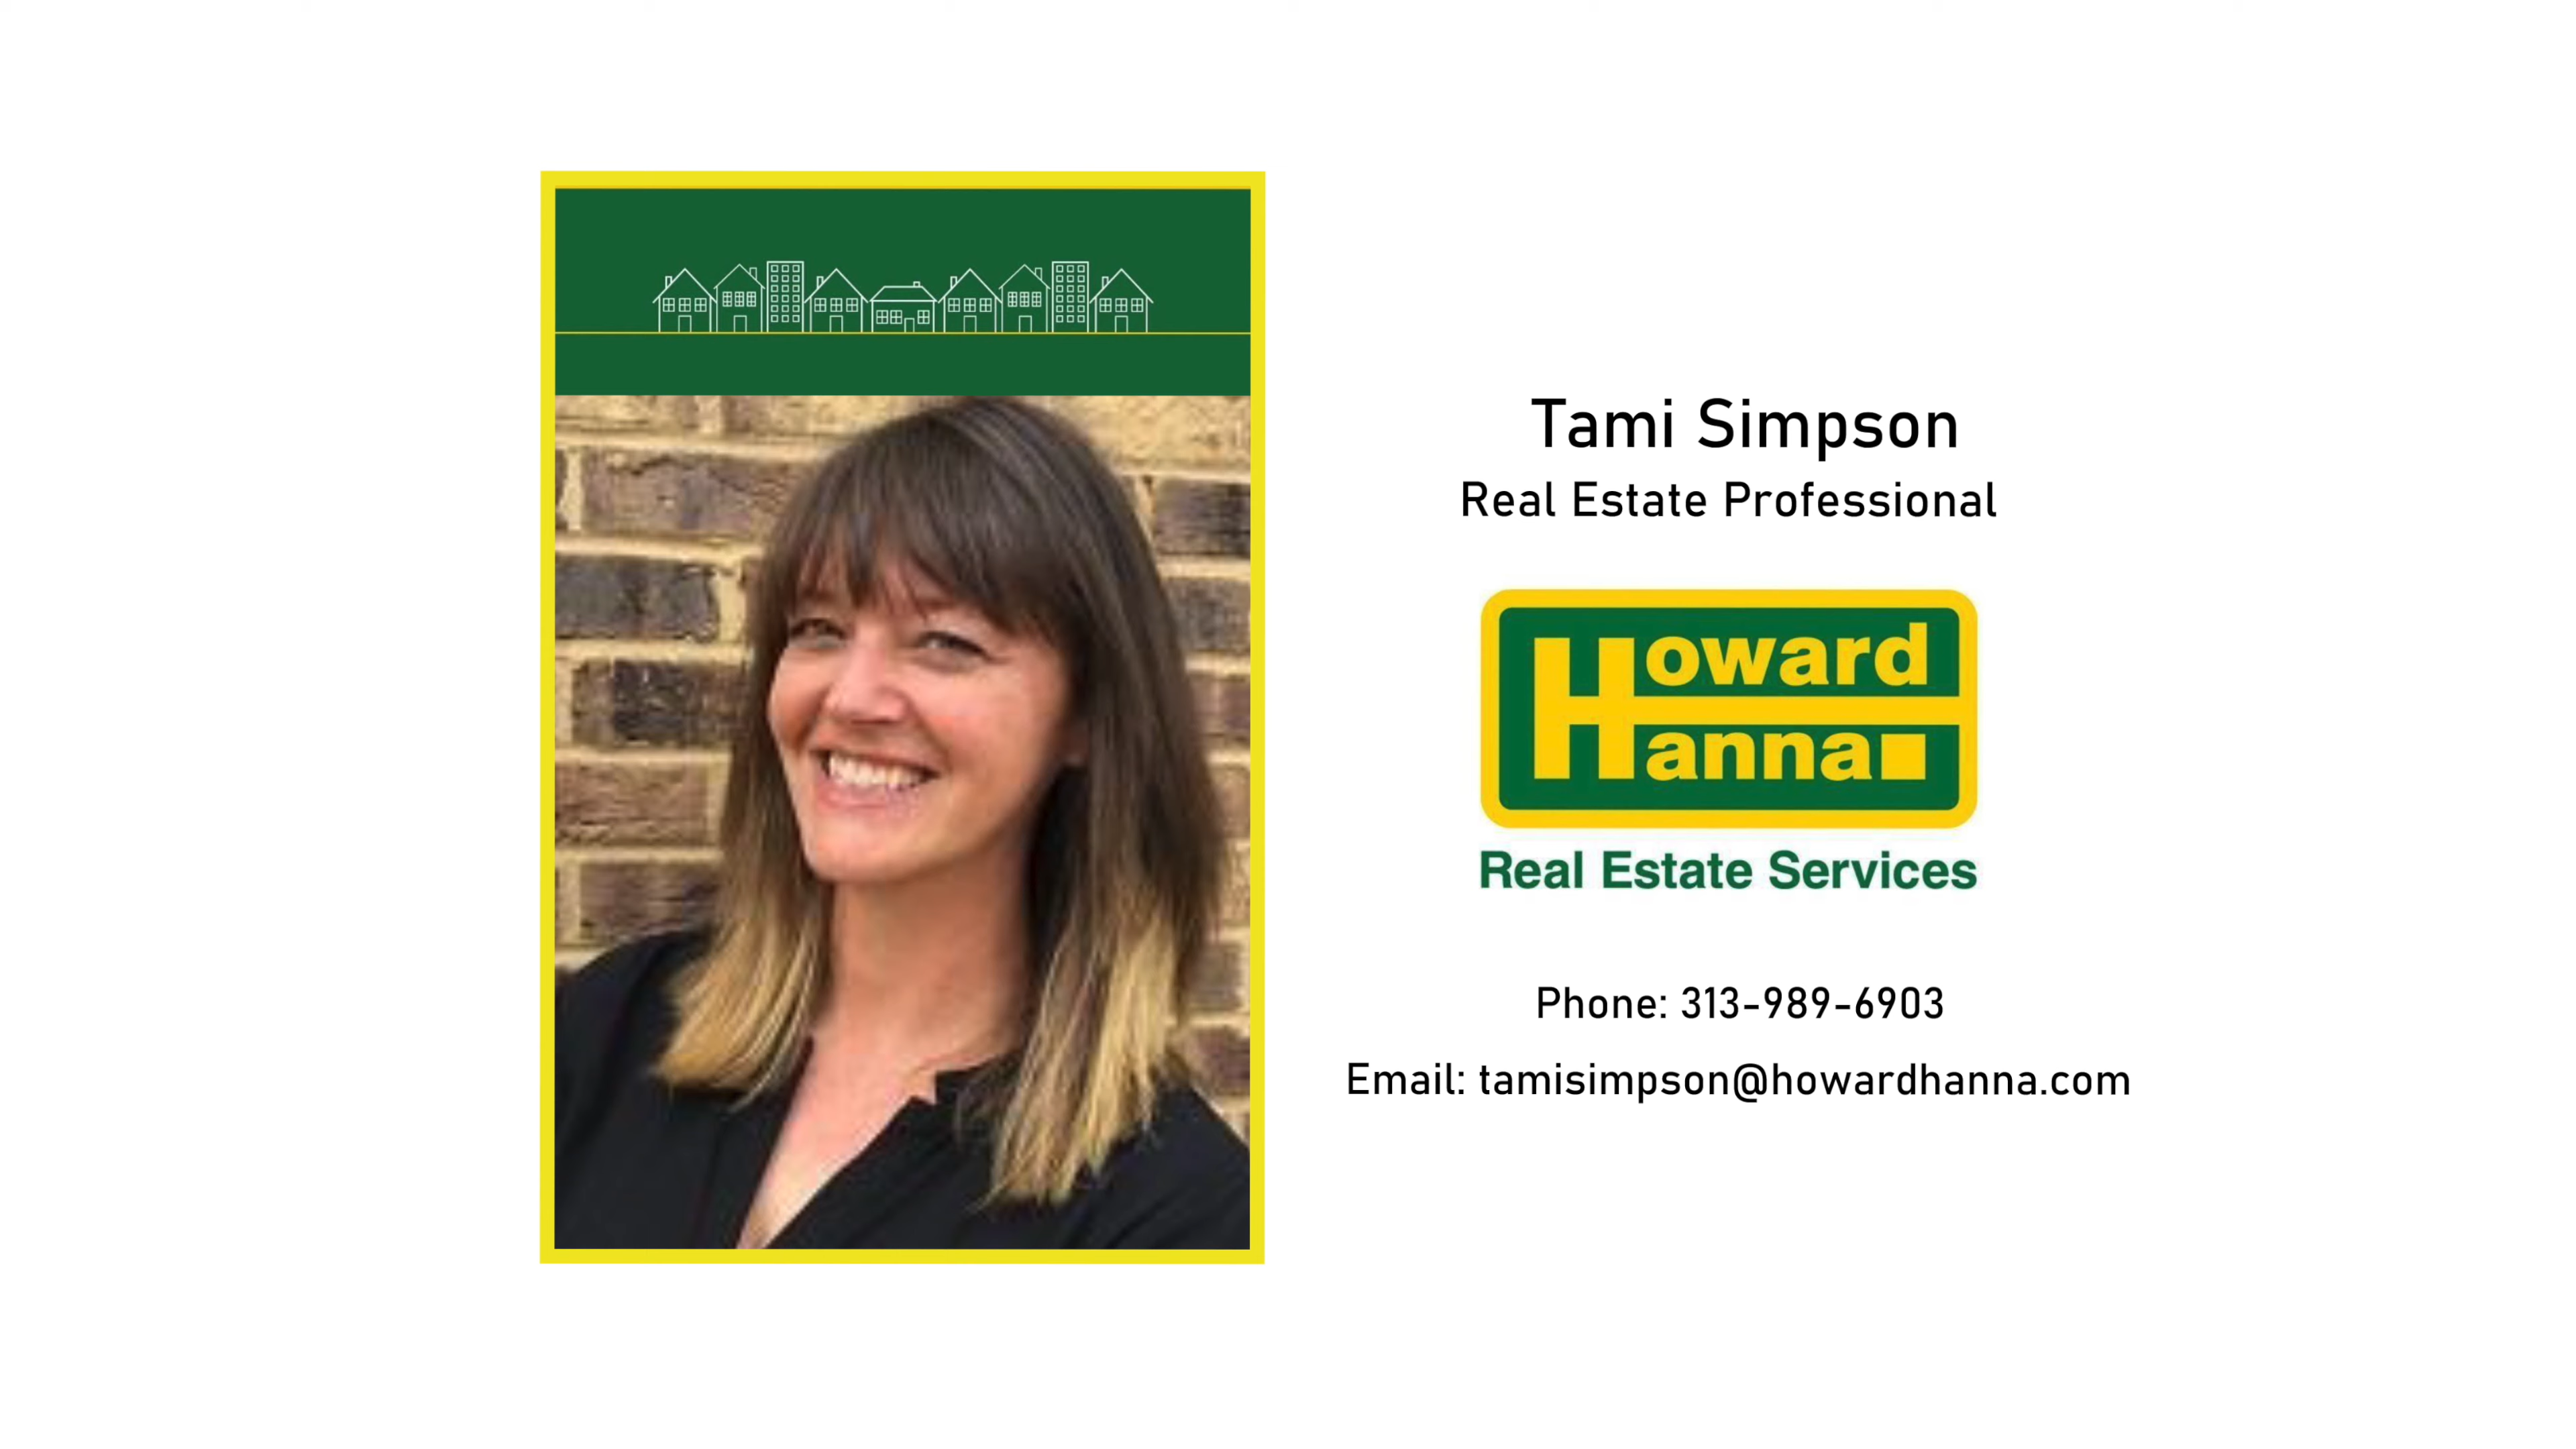 Tami Simpson
Real Estate Professional
Howard
Hanna
Real Estate Services
Phone: 313-989-6903
Email: tamisimpson@howardhanna.com